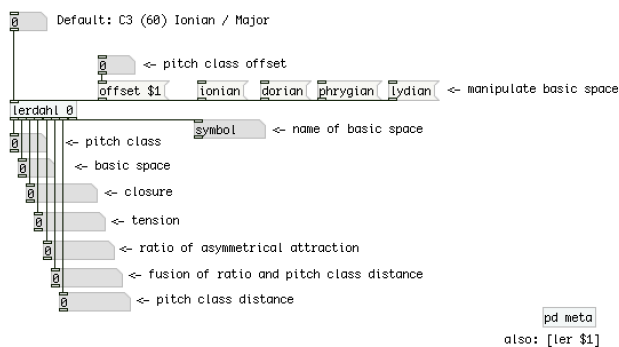 0 Default: C3 (60) Ionian / Major
0 <- pitch class offset
offset $1 ionian dorian phrygian lydian <- manipulate basic space
lerdahl 0
symbol <- name of basic space
0 <- pitch class
0 <- basic space
0 <- closure
0 <- tension
0 <- ratio of asymmetrical attraction
0 <- fusion of ratio and pitch class distance
0 <- pitch class distance
pd meta
also: [ler $1]